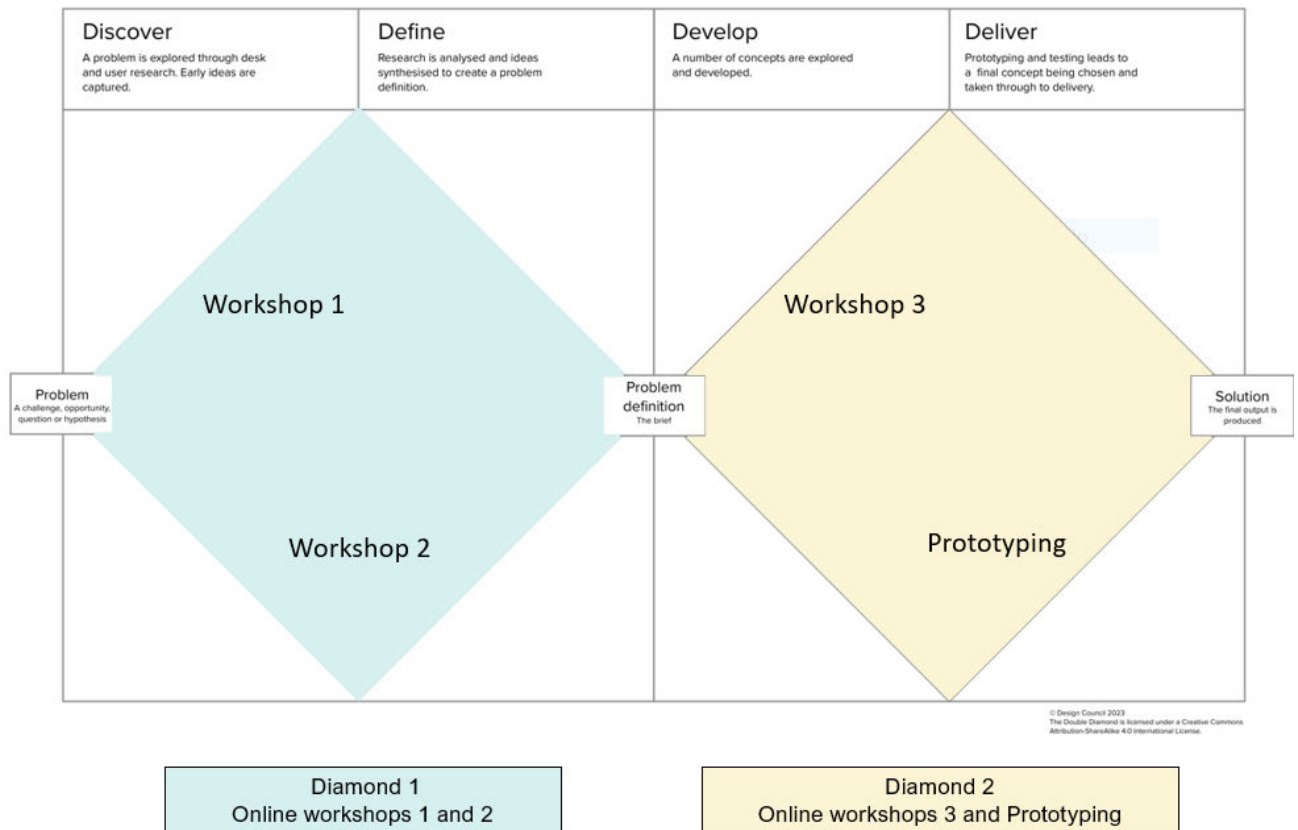 Discover
A problem is explored through desk
and user research. Early ideas are
captured.
Define
Research is analysed and ideas
synthesised to create a problem
definition.
Develop
A number of concepts are explored
and developed.
Deliver
Prototyping and testing leads to
a final concept being chosen and
taken through to delivery.
Workshop 1
Workshop 3
Problem
A challenge, opportunity,
question or hypothesis
Problem
definition
The brief
Solution
The final output is
produced
Workshop 2
Prototyping
© Design Council 2023
The Double Diamond is licensed under a Creative Commons
Attribution-ShareAlike 4.0 International License.
Diamond 1
Online workshops 1 and 2
Diamond 2
Online workshops 3 and Prototyping